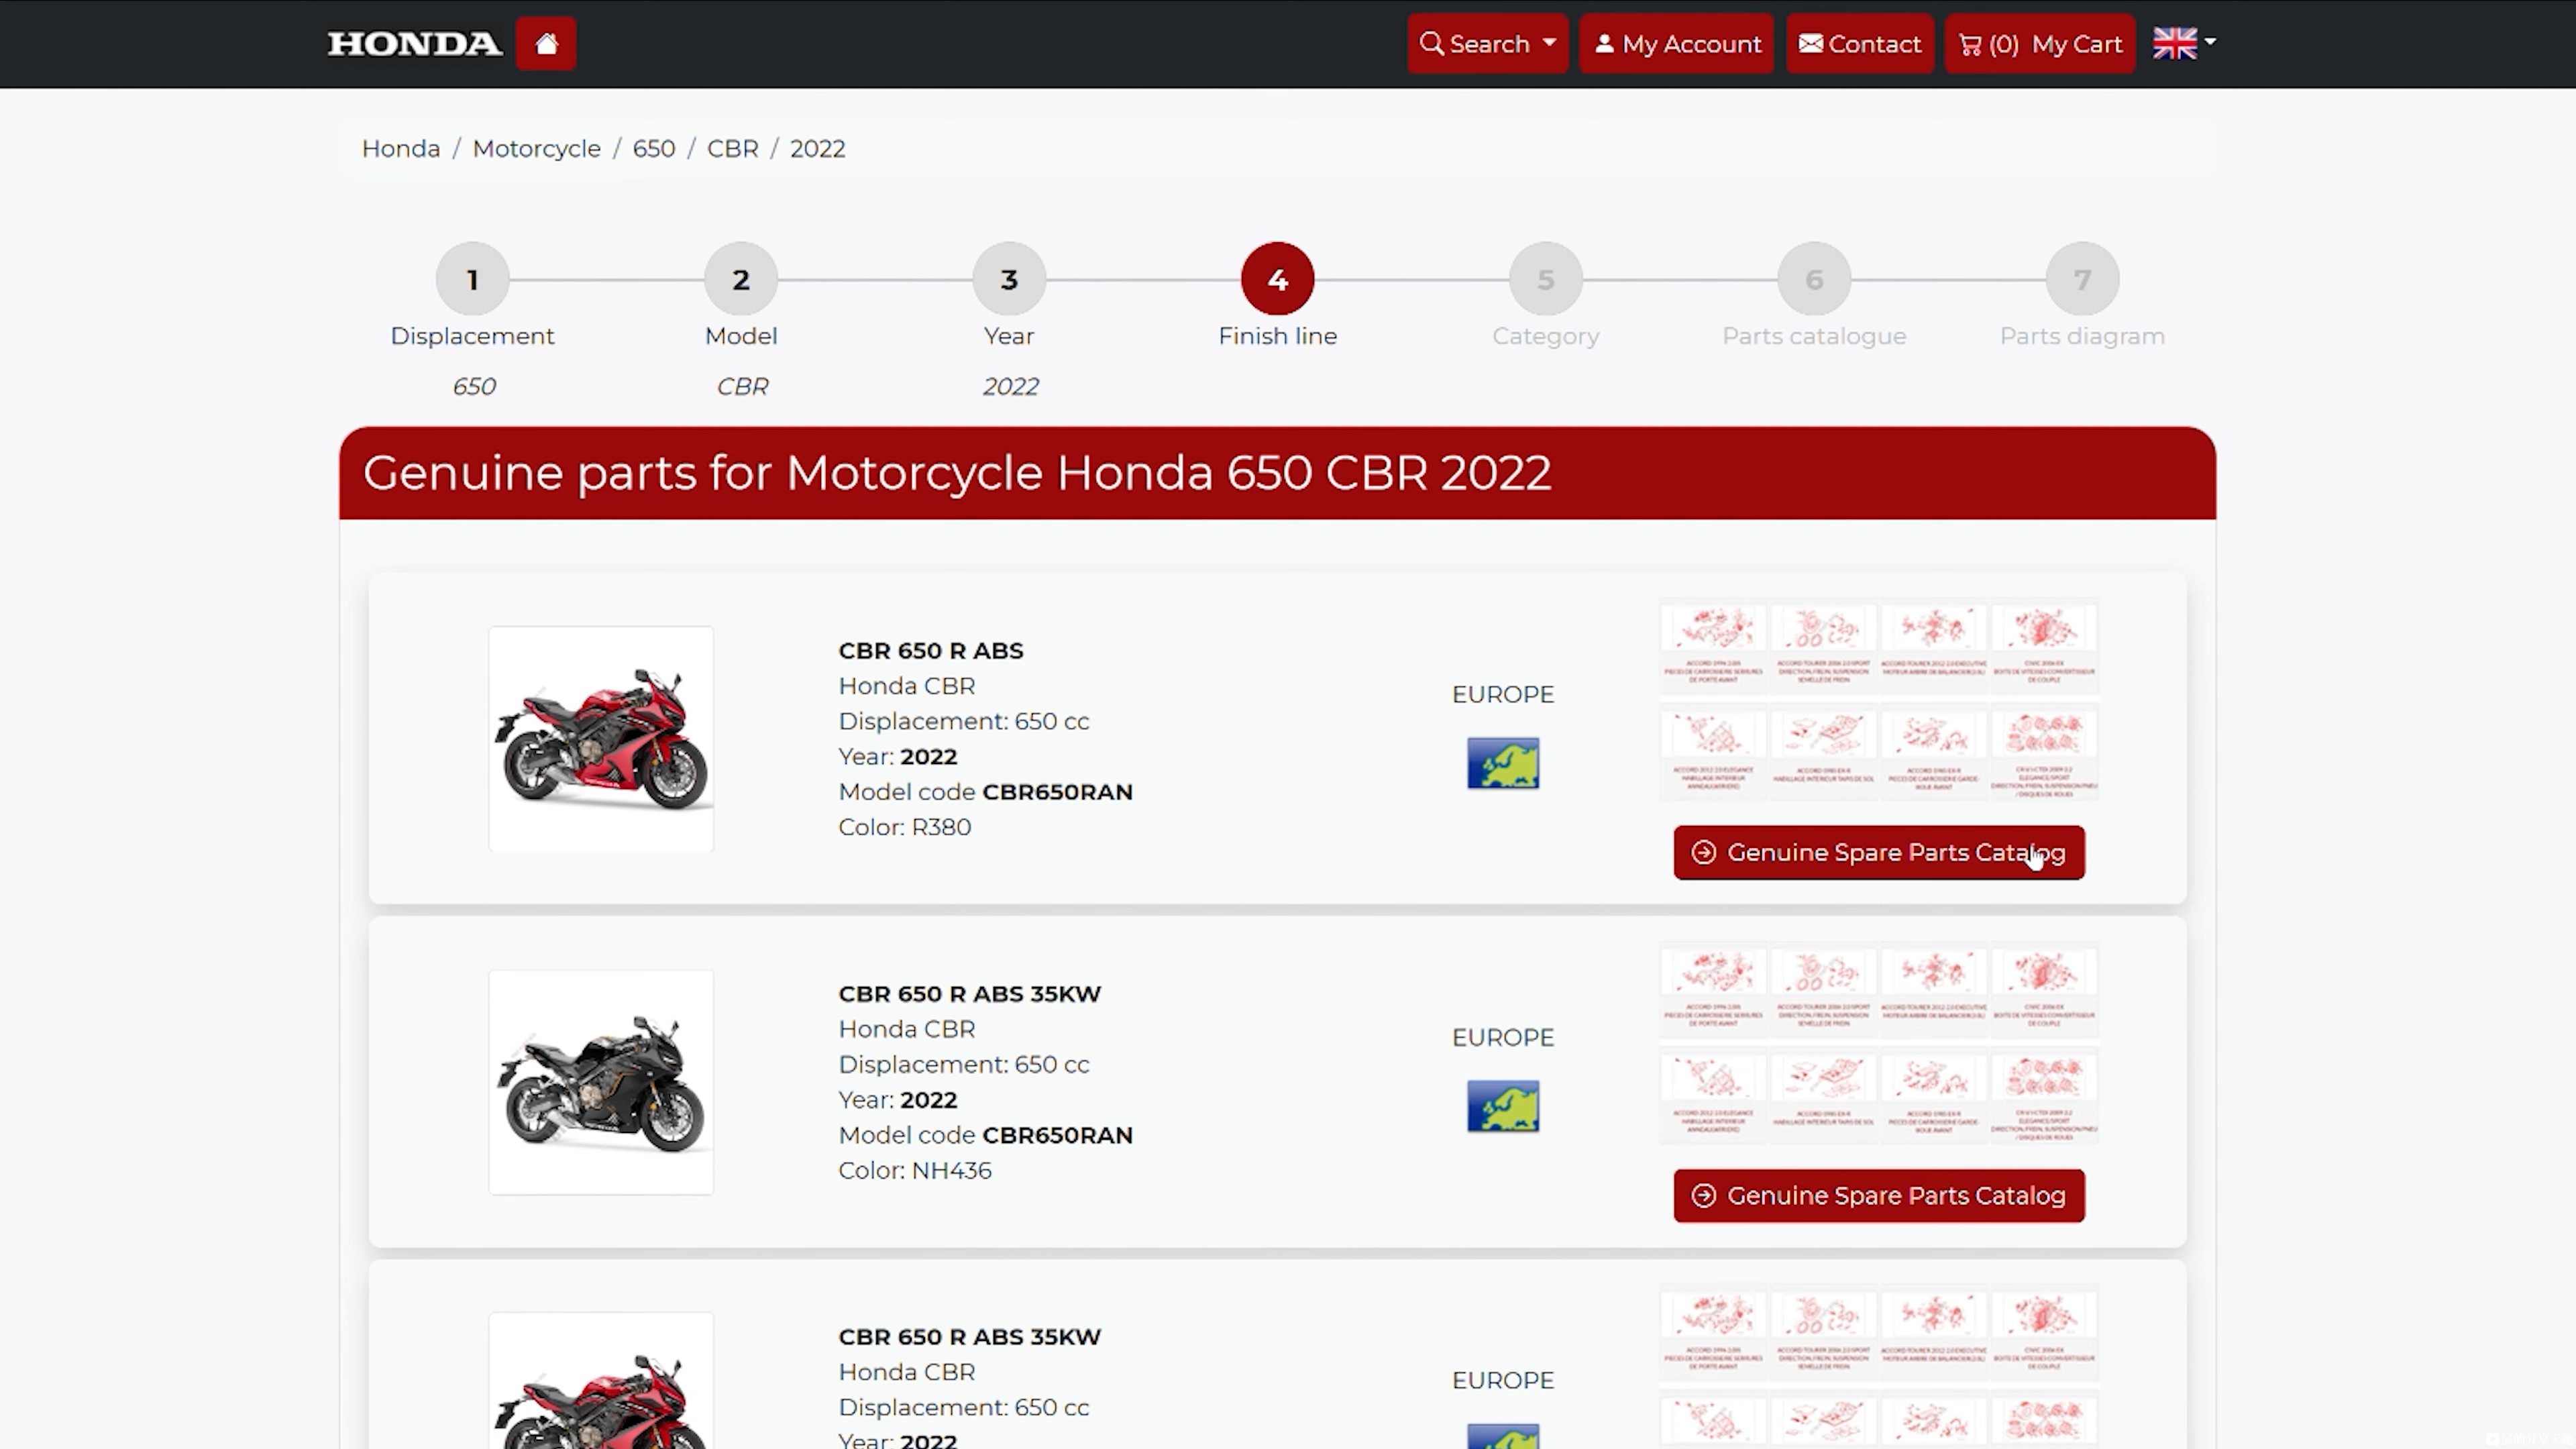 HONDA
Search
My Account
Contact
(0) My Cart
Honda / Motorcycle / 650 / CBR / 2022
1
2
3
4
5
6
7
Displacement
Model
Year
Finish line
Category
Parts catalogue
Parts diagram
650
CBR
2022
Genuine parts for Motorcycle Honda 650 CBR 2022
CBR 650 R ABS
Honda CBR
Displacement: 650 cc
Year: 2022
Model code CBR650RAN
Color: R380
EUROPE
Genuine Spare Parts Catalog
CBR 650 R ABS 35KW
Honda CBR
Displacement: 650 cc
Year: 2022
Model code CBR650RAN
Color: NH436
EUROPE
Genuine Spare Parts Catalog
CBR 650 R ABS 35KW
Honda CBR
Displacement: 650 cc
Year: 2022
EUROPE